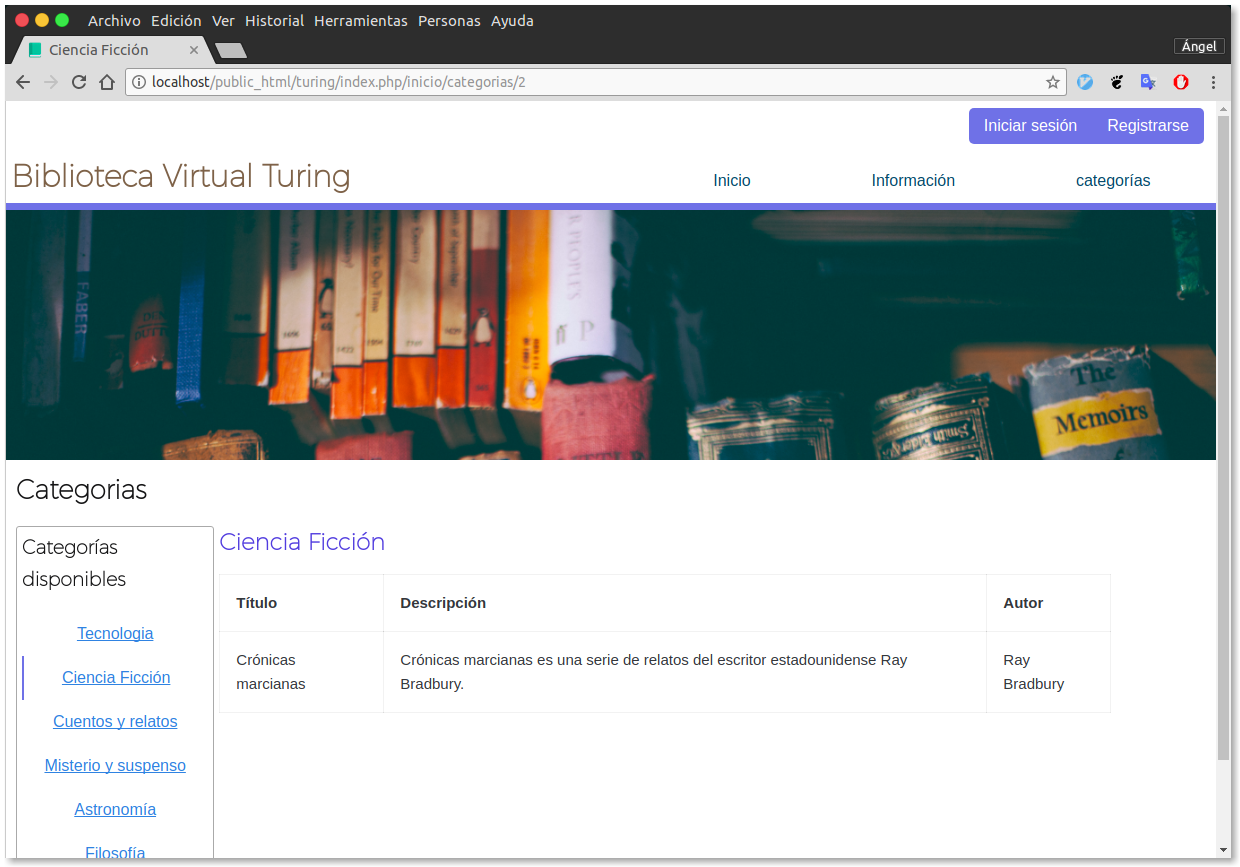 Archivo Edición Ver Historial Herramientas Personas Ayuda
Ciencia Ficción
Ángel
localhost/public_html/turing/index.php/inicio/categorias/2
Iniciar sesión Registrarse
Biblioteca Virtual Turing
Inicio Información categorías
FABER
R PEOPLE'S
P
The
Memoirs
Categorias
Categorías
disponibles
Tecnologia
Ciencia Ficción
Cuentos y relatos
Misterio y suspenso
Astronomía
Filosofía
Ciencia Ficción
Título Descripción Autor
Crónicas marcianas es una serie de relatos del escritor estadounidense Ray
Bradbury.
Crónicas
marcianas
Ray
Bradbury